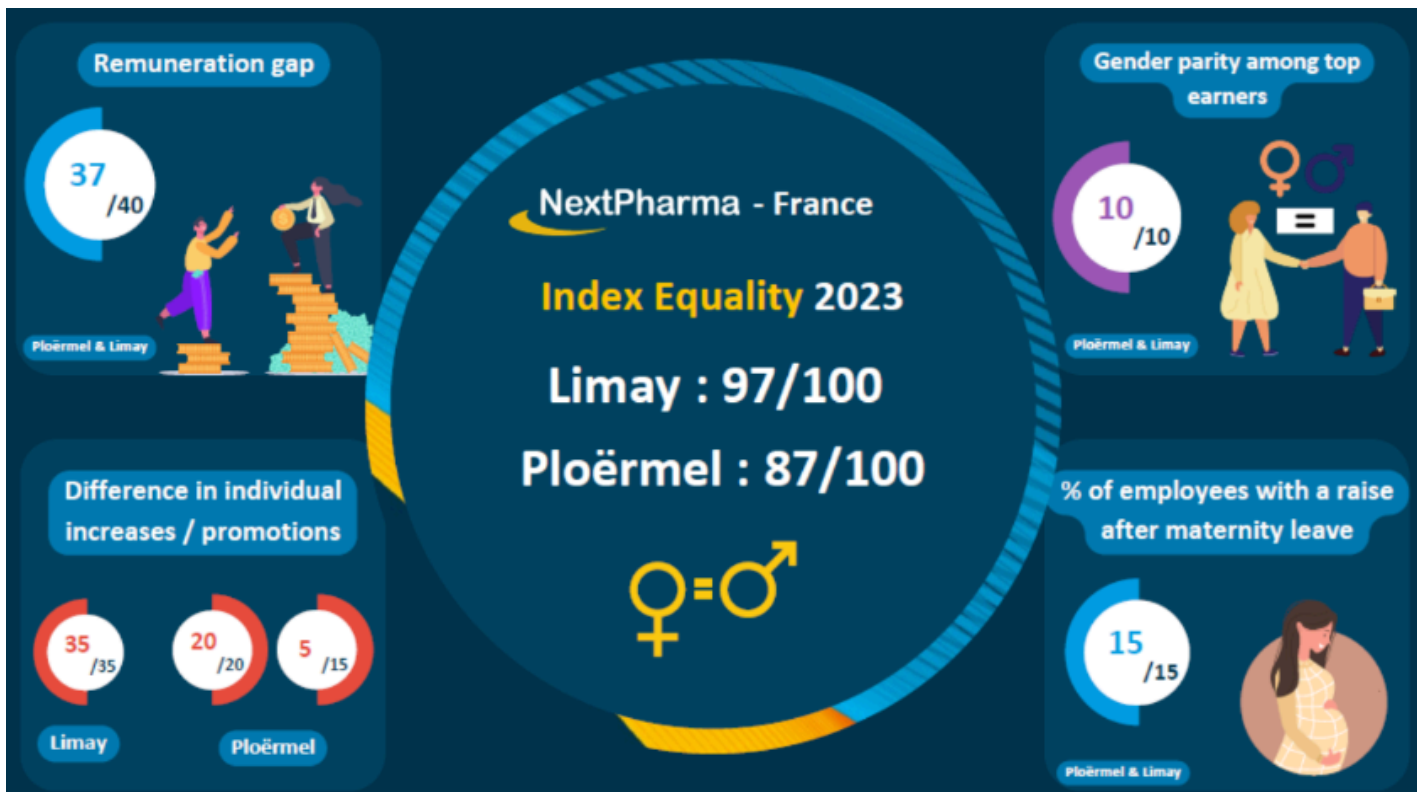 Remuneration gap
37
/40
Ploërmel & Limay
NextPharma - France
Index Equality 2023
Limay : 97/100
Ploërmel : 87/100
Gender parity among top
earners
=
10
/10
Ploërmel & Limay
Difference in individual
increases / promotions
35
/35
20
/20
5
/15
Limay
Ploërmel
% of employees with a raise
after maternity leave
15
/15
Ploërmel & Limay